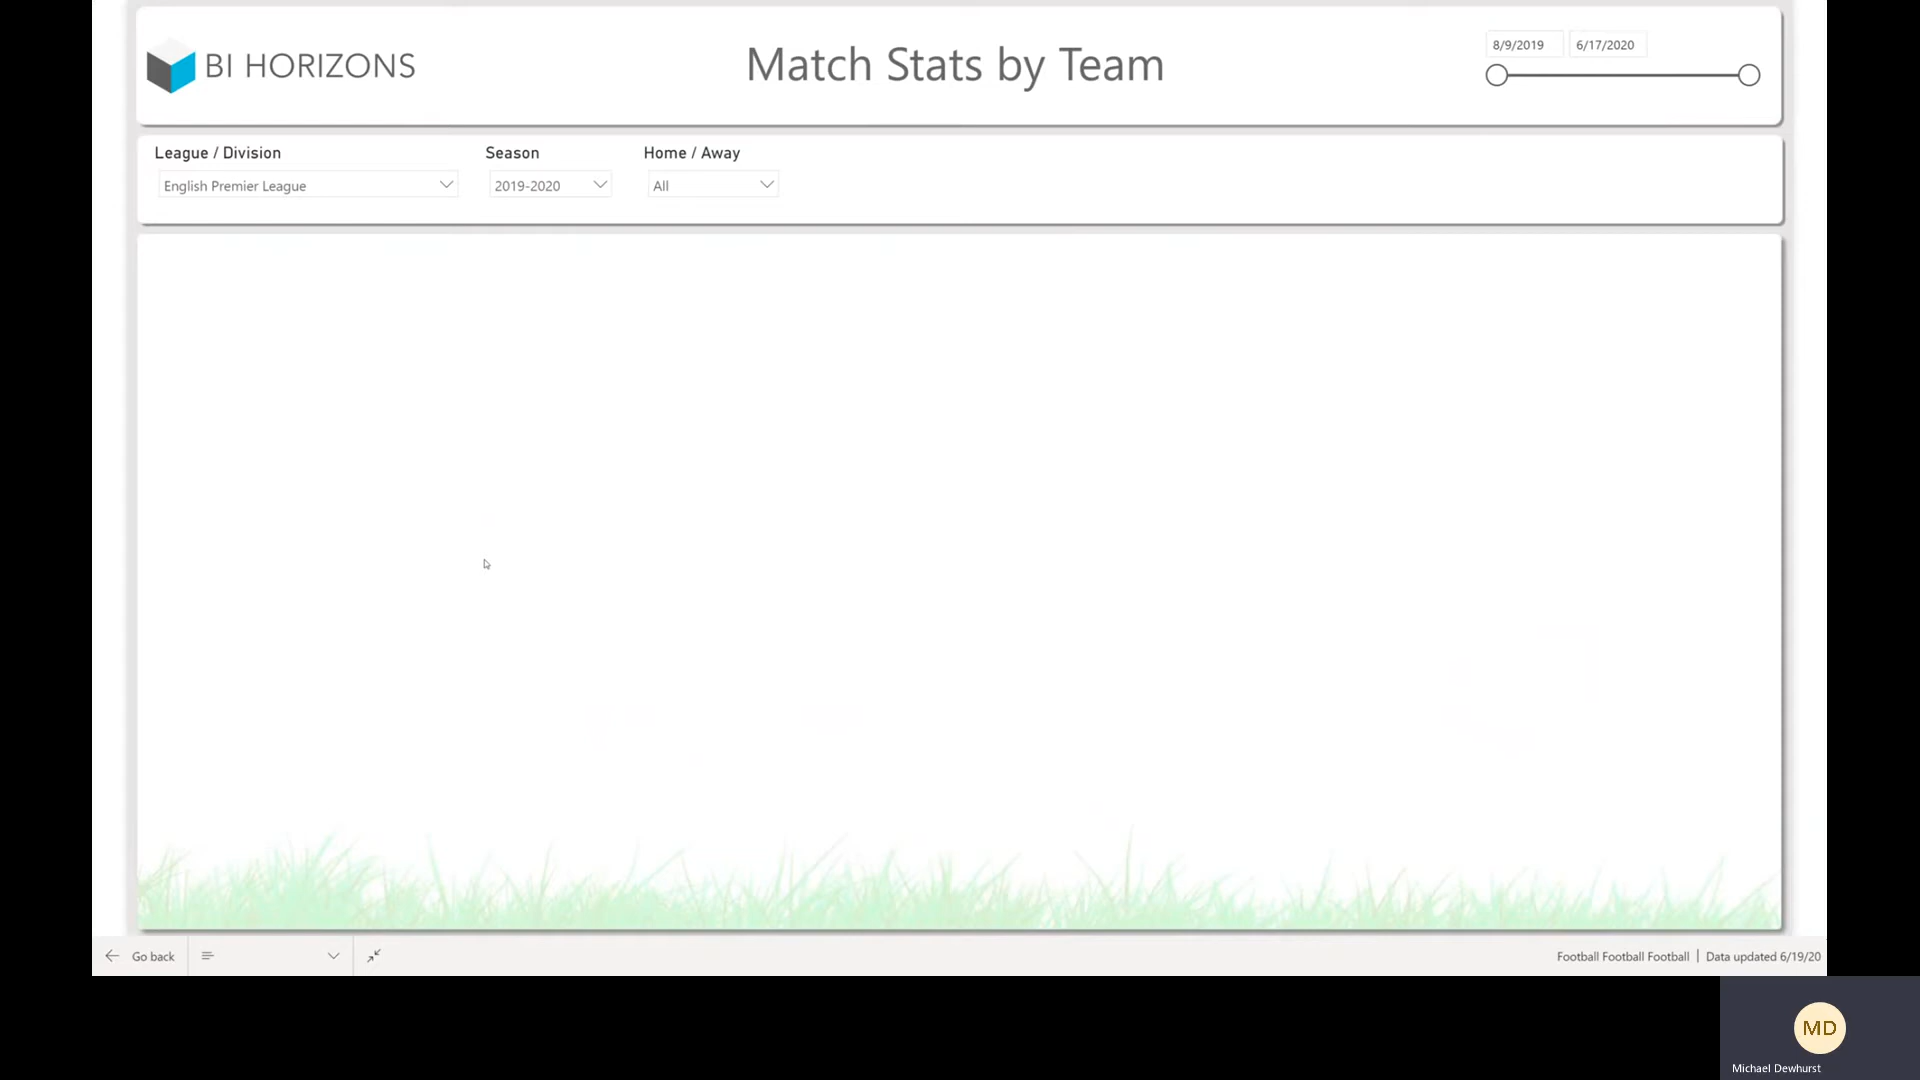 BI HORIZONS
Match Stats by Team
8/9/2019 6/17/2020
League / Division Season Home / Away
English Premier League 2019-2020 All
Go back
Football Football Football | Data updated 6/19/20
MD
Michael Dewhurst